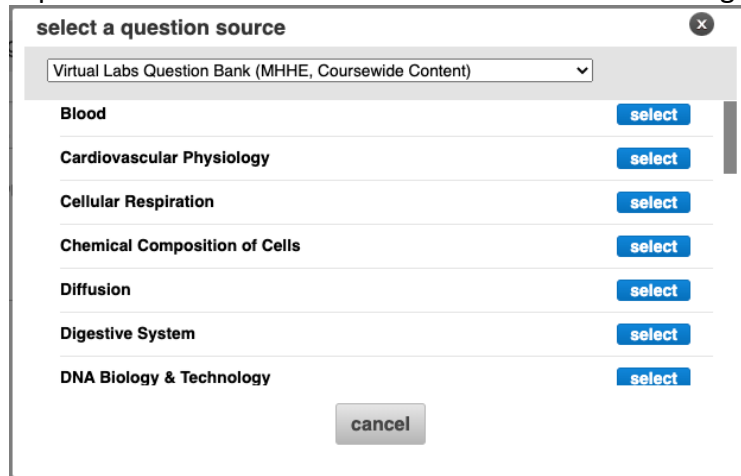 select a question source
Virtual Labs Question Bank (MHHE, Coursewide Content)
Blood
select
Cardiovascular Physiology
select
Cellular Respiration
select
Chemical Composition of Cells
select
Diffusion
select
Digestive System
select
DNA Biology & Technology
select
cancel